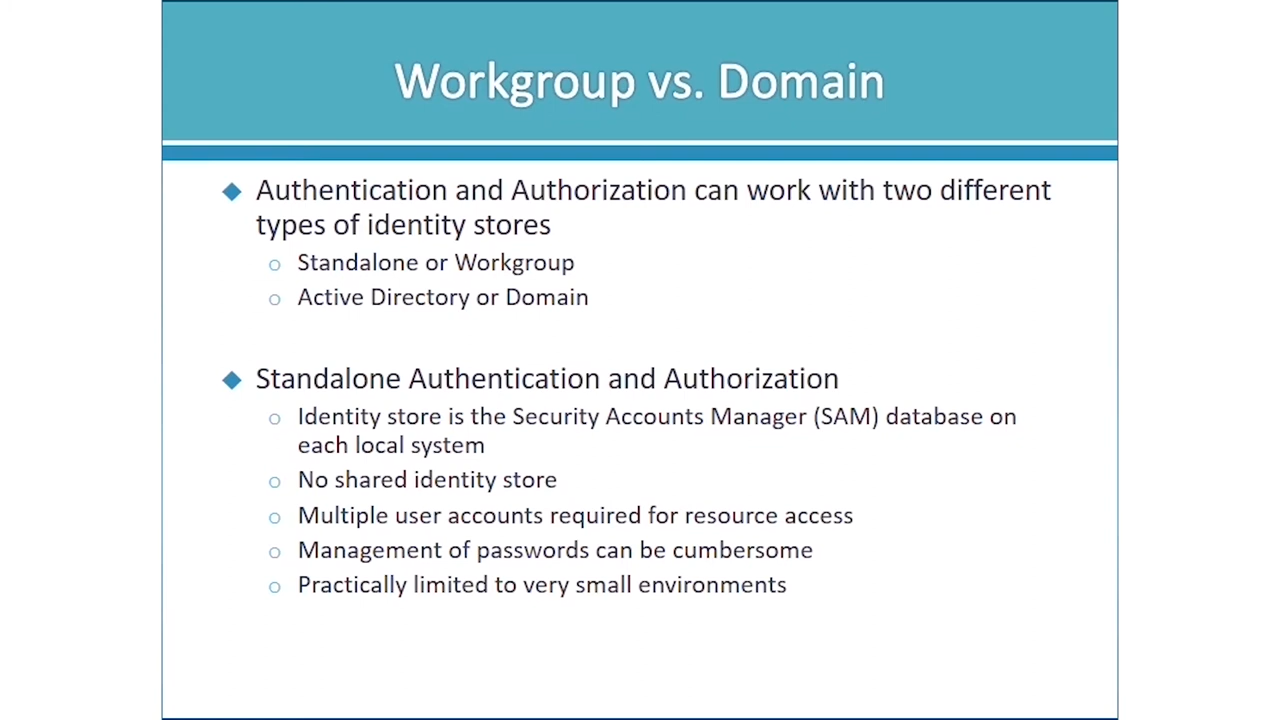 Workgroup vs. Domain
Authentication and Authorization can work with two different
types of identity stores
Standalone or Workgroup
Active Directory or Domain
Standalone Authentication and Authorization
Identity store is the Security Accounts Manager (SAM) database on
each local system
No shared identity store
Multiple user accounts required for resource access
Management of passwords can be cumbersome
Practically limited to very small environments